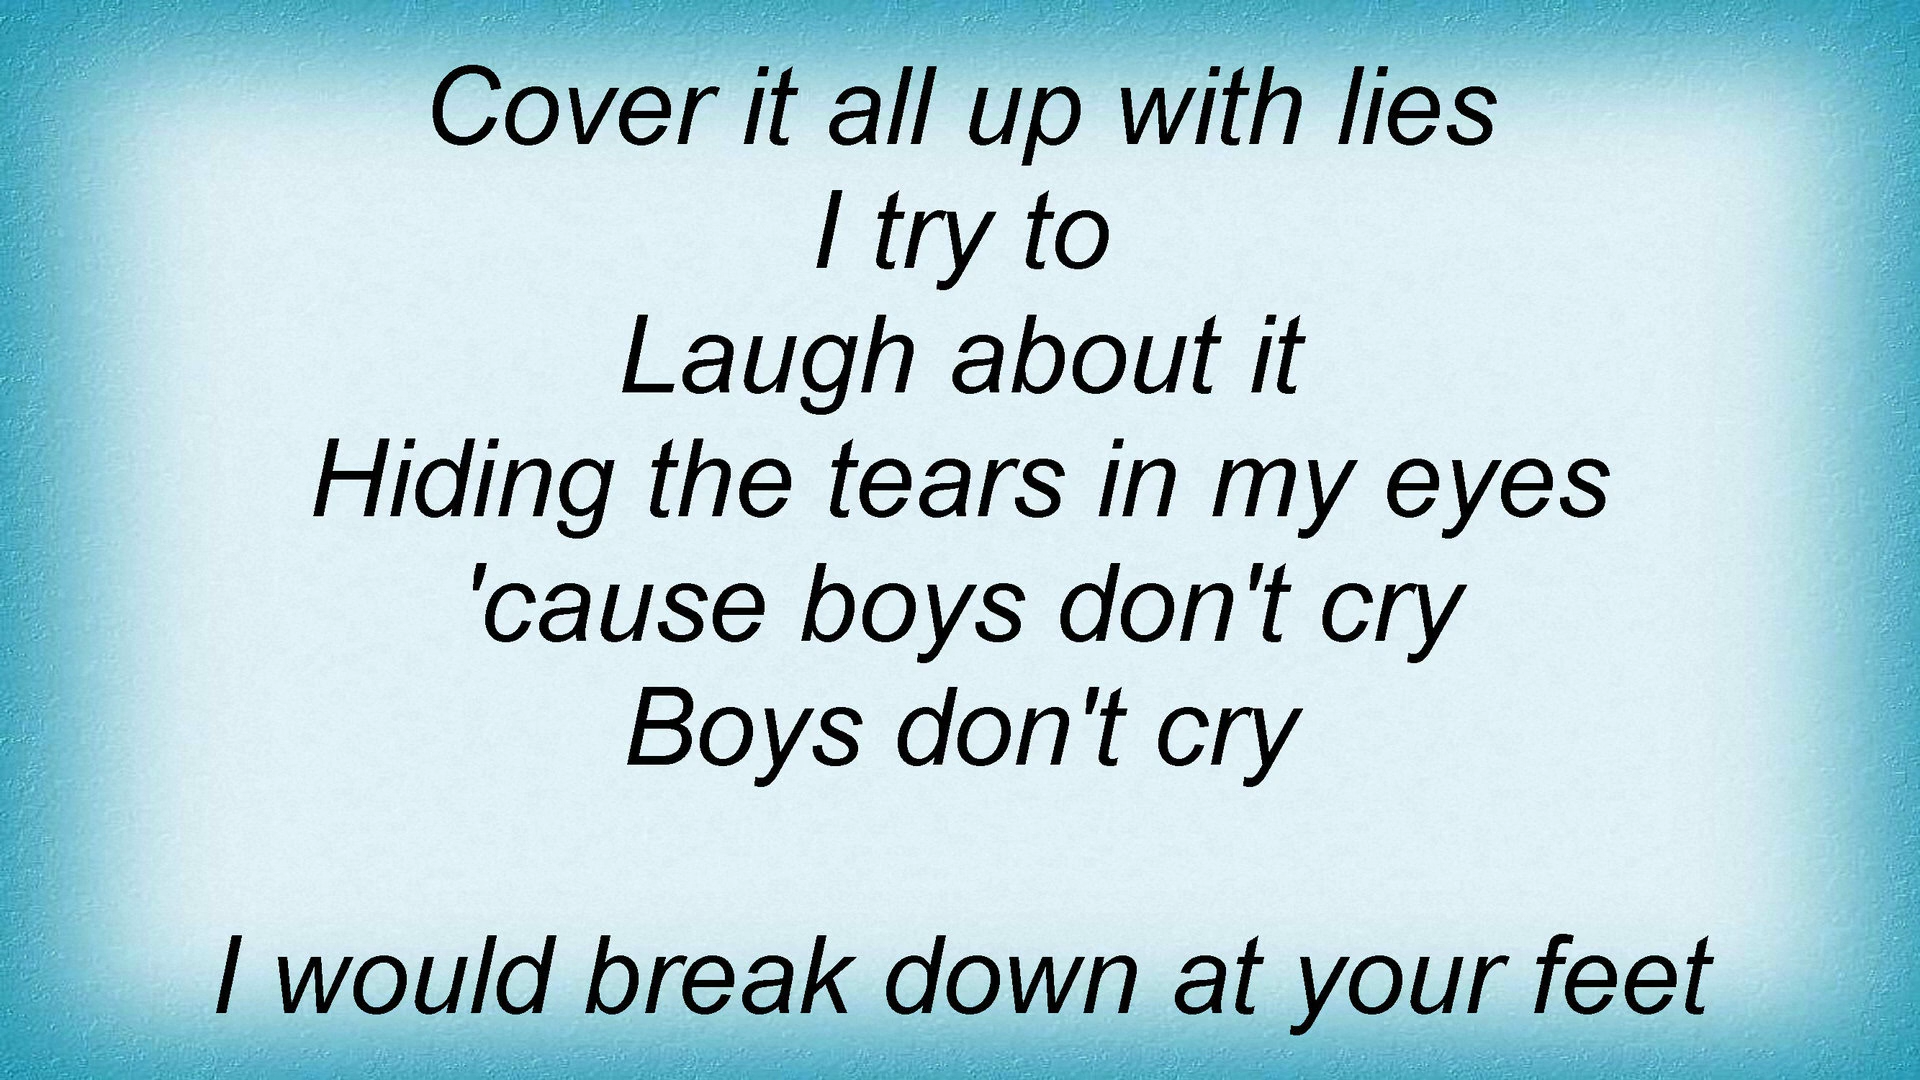 Cover it all up with lies
I try to
Laugh about it
Hiding the tears in my eyes
'cause boys don't cry
Boys don't cry
I would break down at your feet